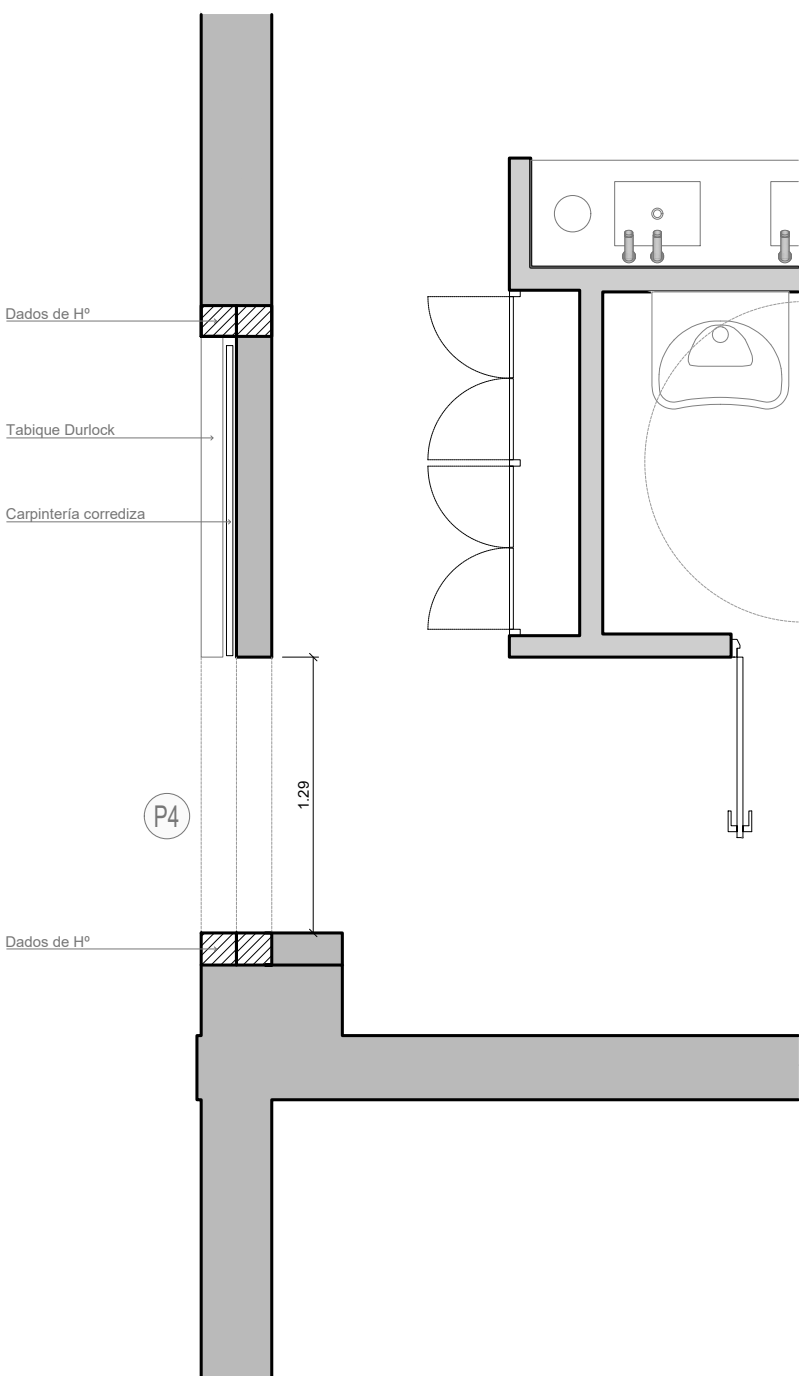 Dados de Hº
Tabique Durlock
Carpintería corrediza
1.29
P4
Dados de Hº